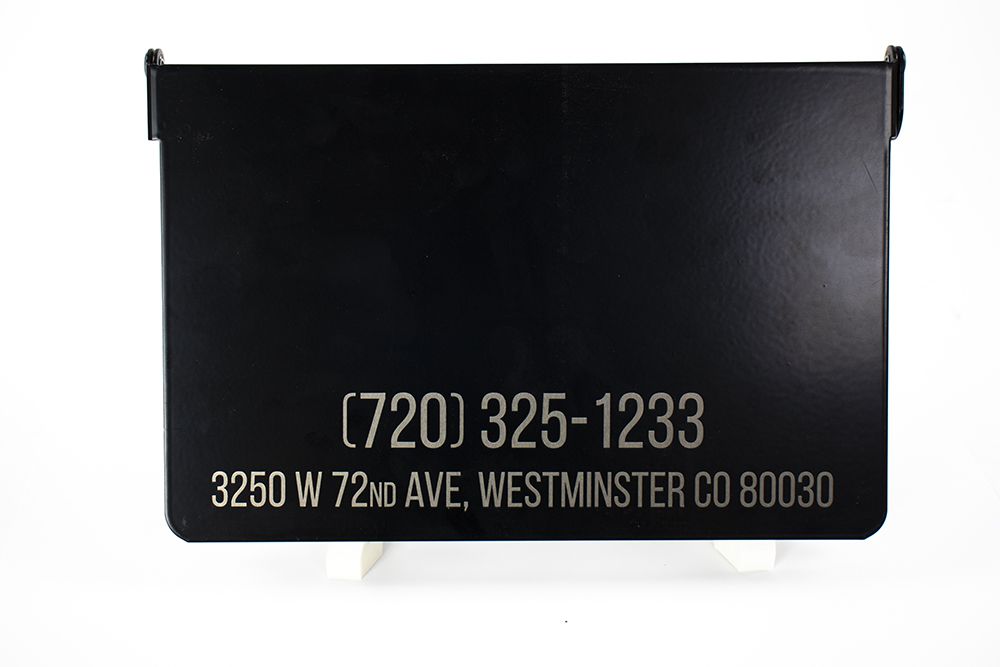 (720) 325-1233
3250 W 72ND AVE, WESTMINSTER CO 80030